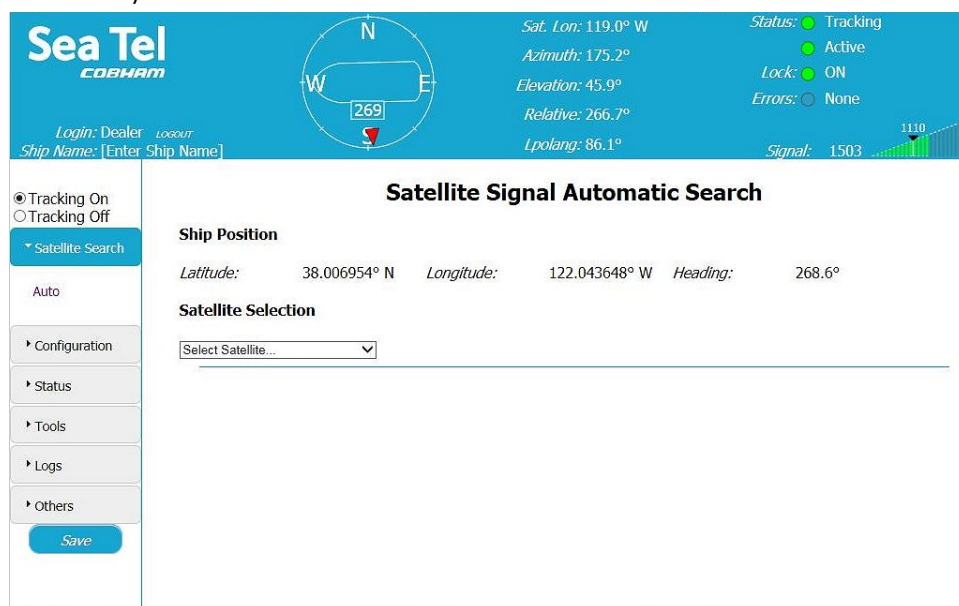 Sea Tel
COBHAM
Login: Dealer LOGOUT
Ship Name: [Enter Ship Name]
N
W
E
269
S
Sat. Lon: 119.0° W
Azimuth: 175.2°
Elevation: 45.9°
Relative: 266.7°
Lpolang: 86.1°
Status: Tracking
Active
Lock: ON
Errors: None
1110
Signal: 1503
Tracking On
Tracking Off
Satellite Search
Auto
Configuration
Status
Tools
Logs
Others
Save
Satellite Signal Automatic Search
Ship Position
Latitude: 38.006954° N Longitude: 122.043648° W Heading: 268.6°
Satellite Selection
Select Satellite...